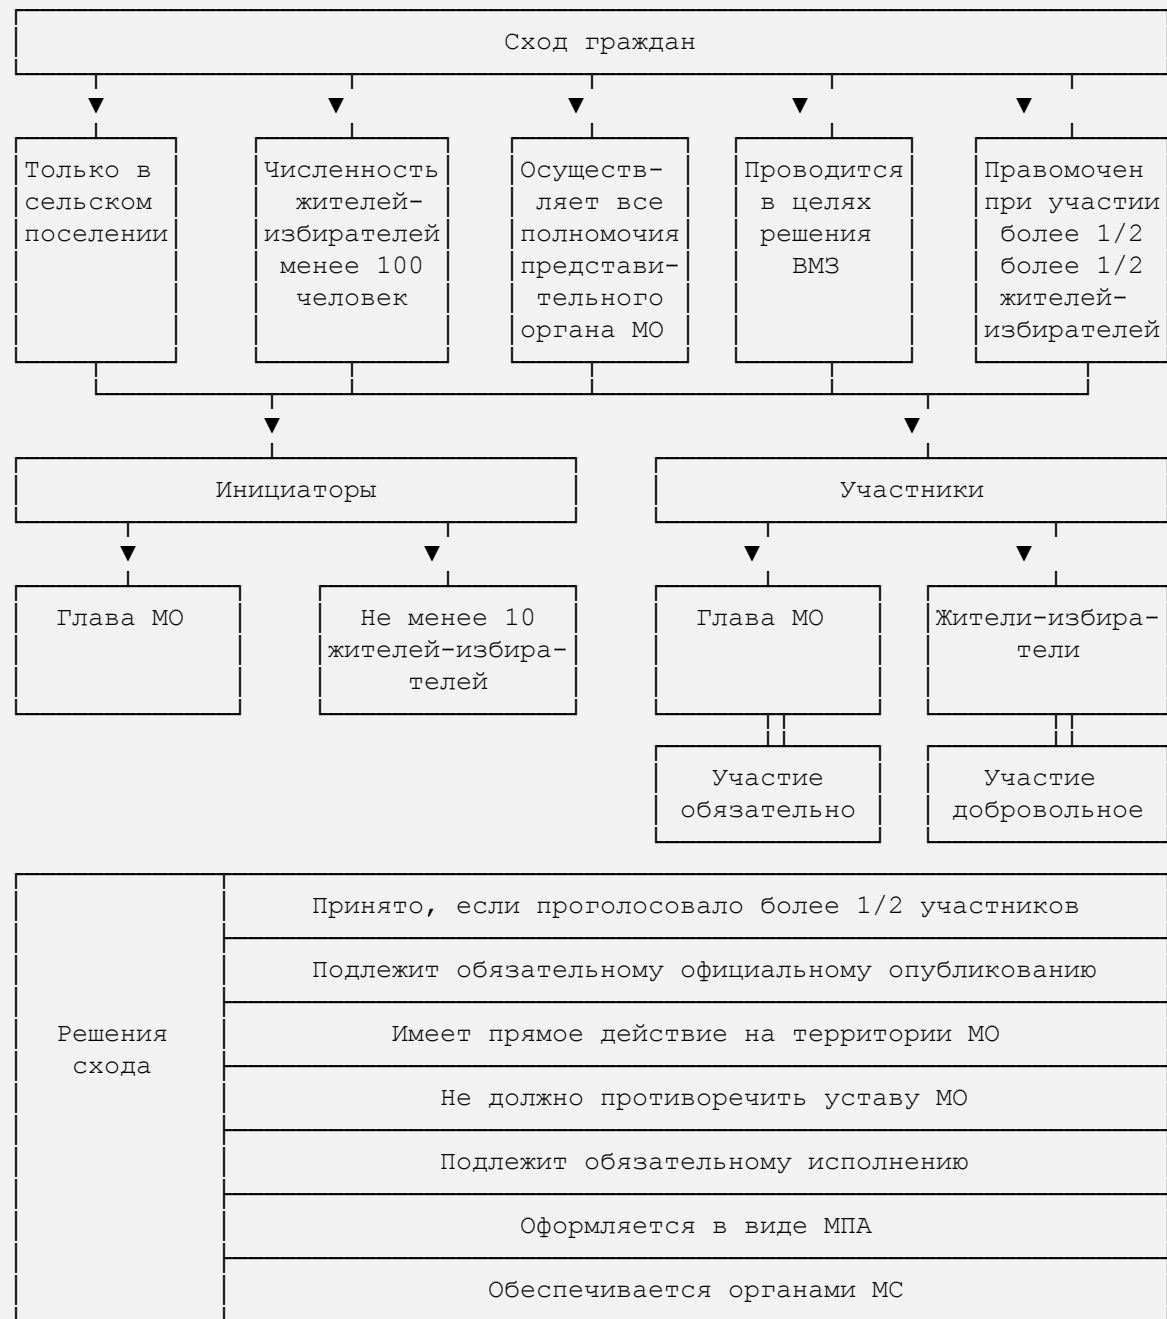 Сход граждан
Только в
сельском
поселении
Численность
жителей-
избирателей
менее 100
человек
Осуществ-
ляет все
полномочия
представи-
тельного
органа МО
Проводится
в целях
решения
ВМЗ
Правомочен
при участии
более 1/2
более 1/2
жителей-
избирателей
Инициаторы
Участники
Глава МО
Не менее 10
жителей-избира-
телей
Глава МО
Жители-избира-
тели
Участие
обязательно
Участие
добровольное
Решения
схода
Принято, если проголосовало более 1/2 участников
Подлежит обязательному официальному опубликованию
Имеет прямое действие на территории МО
Не должно противоречить уставу МО
Подлежит обязательному исполнению
Оформляется в виде МПА
Обеспечивается органами МС